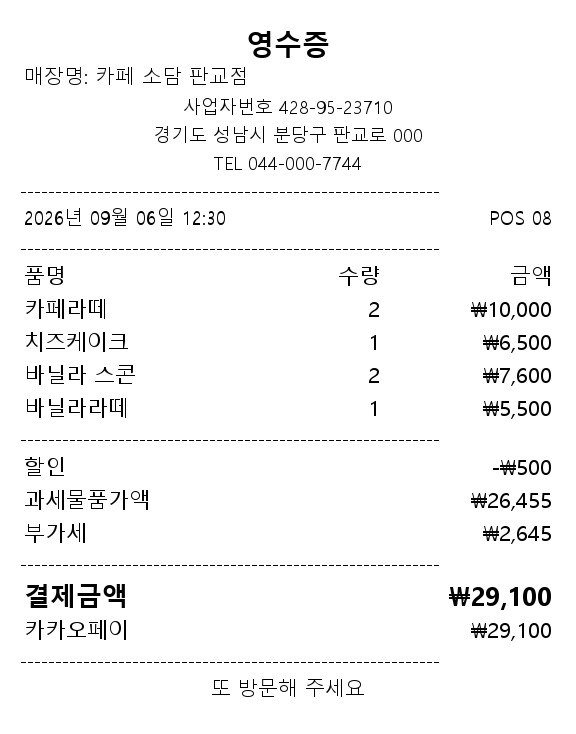 영수증
매장명: 카페 소담 판교점
사업자번호 428-95-23710
경기도 성남시 분당구 판교로 000
TEL 044-000-7744
2026년 09월 06일 12:30 POS 08
품명 수량 금액
카페라떼 2 ₩10,000
치즈케이크 1 ₩6,500
바닐라 스콘 2 ₩7,600
바닐라라떼 1 ₩5,500
할인 -₩500
과세물품가액 ₩26,455
부가세 ₩2,645
결제금액 ₩29,100
카카오페이 ₩29,100
또 방문해 주세요